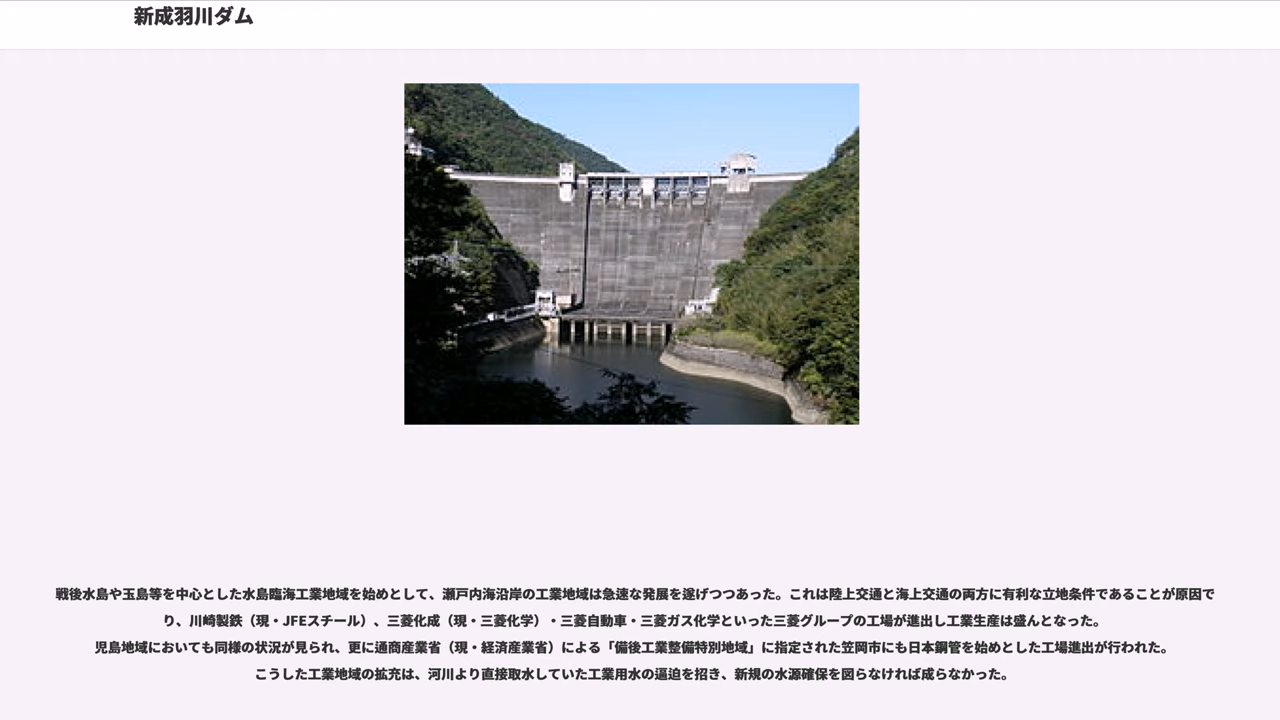 新成羽川ダム
戦後水島や玉島等を中心とした水島臨海工業地域を始めとして、瀬戸内海沿岸の工業地域は急速な発展を遂げつつあった。これは陸上交通と海上交通の両方に有利な立地条件であることが原因で
り、川崎製鉄（現・JFEスチール）、三菱化成（現・三菱化学）・三菱自動車・三菱ガス化学といった三菱グループの工場が進出し工業生産は盛んとなった。
児島地域においても同様の状況が見られ、更に通商産業省（現・経済産業省）による「備後工業整備特別地域」に指定された笠岡市にも日本鋼管を始めとした工場進出が行われた。
こうした工業地域の拡充は、河川より直接取水していた工業用水の逼迫を招き、新規の水源確保を図らなければ成らなかった。